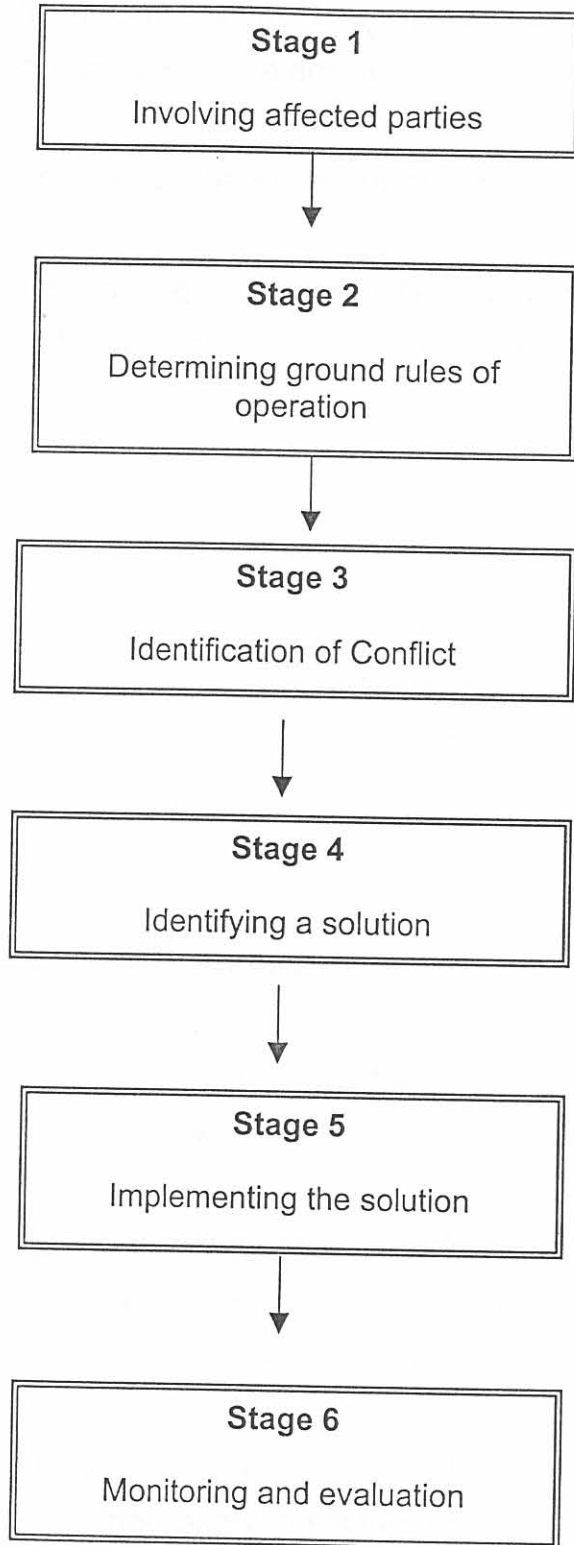 Stage 1
Involving affected parties
Stage 2
Determining ground rules of
operation
Stage 3
Identification of Conflict
Stage 4
Identifying a solution
Stage 5
Implementing the solution
Stage 6
Monitoring and evaluation